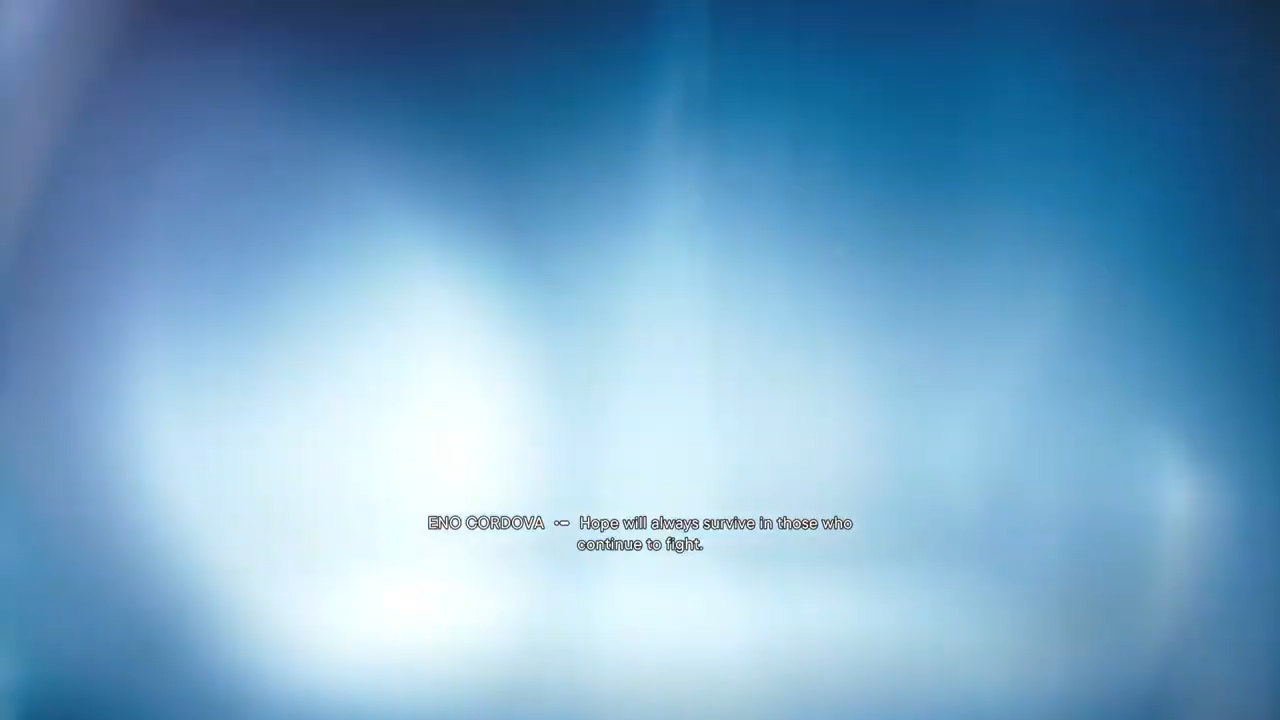 ENO CORDOVA •– Hope will always survive in those who
continue to fight.